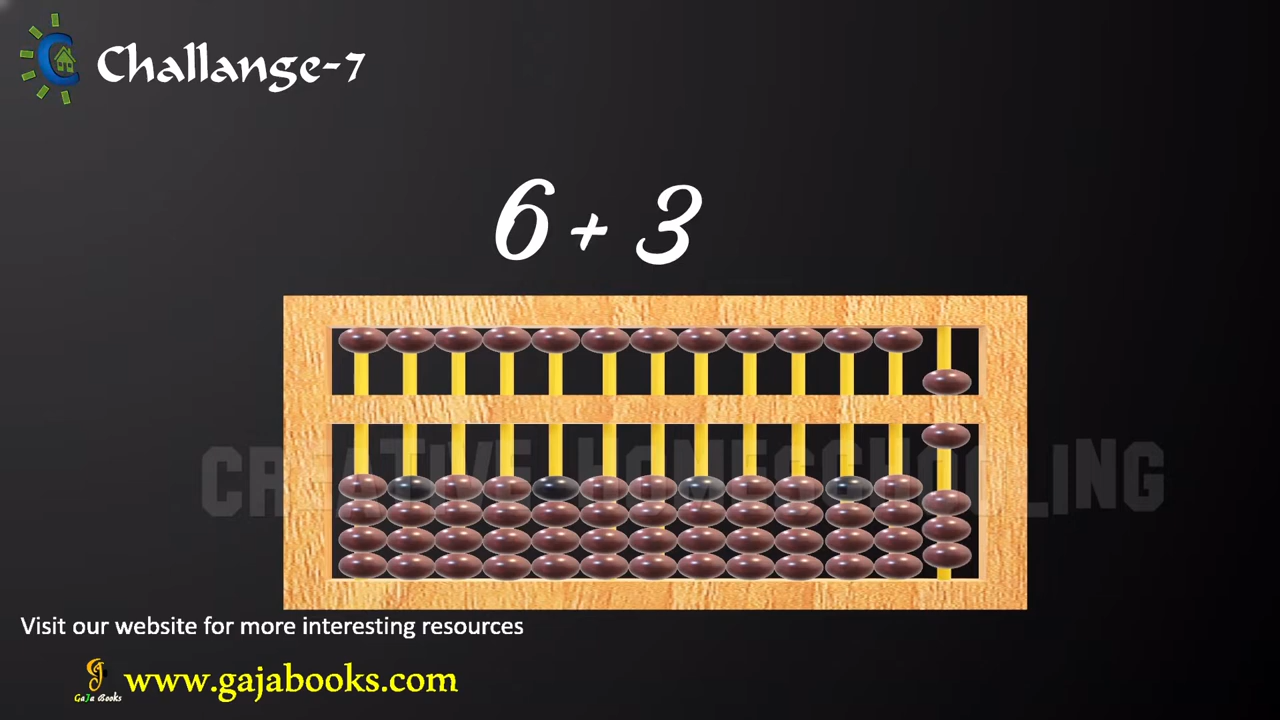 Challange-7
6 + 3
CREATIVE HOMESCHOOLING
Visit our website for more interesting resources
GaJa Books
www.gajabooks.com